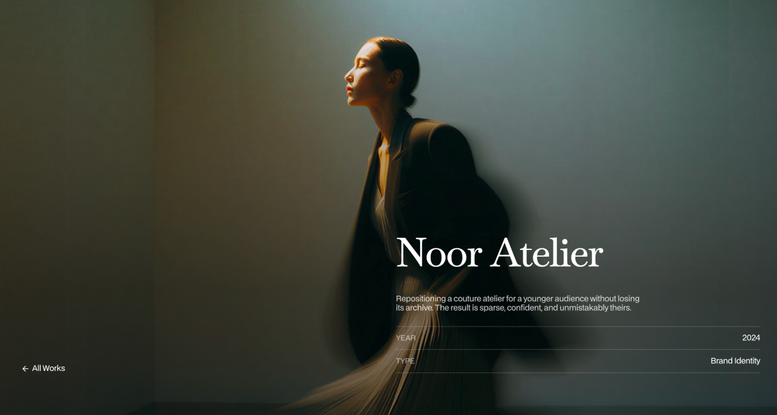 Noor Atelier
Repositioning a couture atelier for a younger audience without losing
its archive. The result is sparse, confident, and unmistakably theirs.
YEAR 2024
TYPE Brand Identity
← All Works